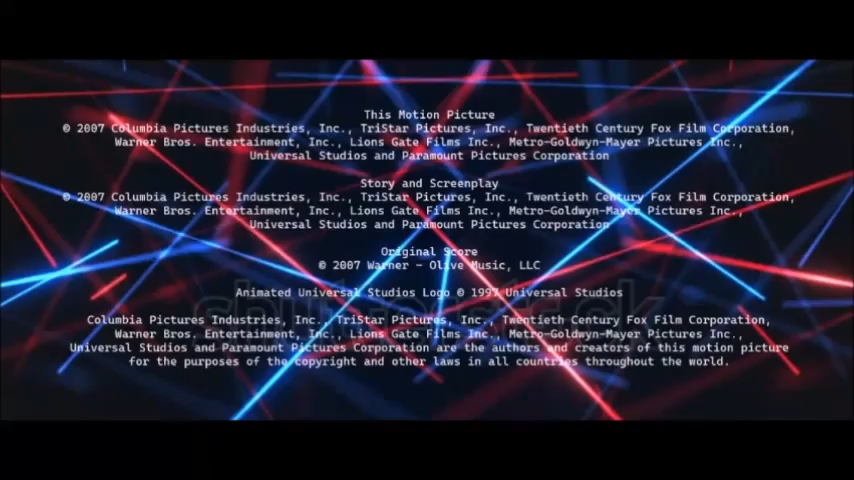 This Motion Picture
© 2007 Columbia Pictures Industries, Inc., TriStar Pictures, Inc., Twentieth Century Fox Film Corporation,
Warner Bros. Entertainment, Inc., Lions Gate Films Inc., Metro-Goldwyn-Mayer Pictures Inc.,
Universal Studios and Paramount Pictures Corporation
Story and Screenplay
© 2007 Columbia Pictures Industries, Inc., TriStar Pictures, Inc., Twentieth Century Fox Film Corporation,
Warner Bros. Entertainment, Inc., Lions Gate Films Inc., Metro-Goldwyn-Mayer Pictures Inc.,
Universal Studios and Paramount Pictures Corporation
Original Score
© 2007 Warner - Olive Music, LLC
Animated Universal Studios Logo © 1997 Universal Studios
Columbia Pictures Industries, Inc., TriStar Pictures, Inc., Twentieth Century Fox Film Corporation,
Warner Bros. Entertainment, Inc., Lions Gate Films Inc., Metro-Goldwyn-Mayer Pictures Inc.,
Universal Studios and Paramount Pictures Corporation are the authors and creators of this motion picture
for the purposes of the copyright and other laws in all countries throughout the world.